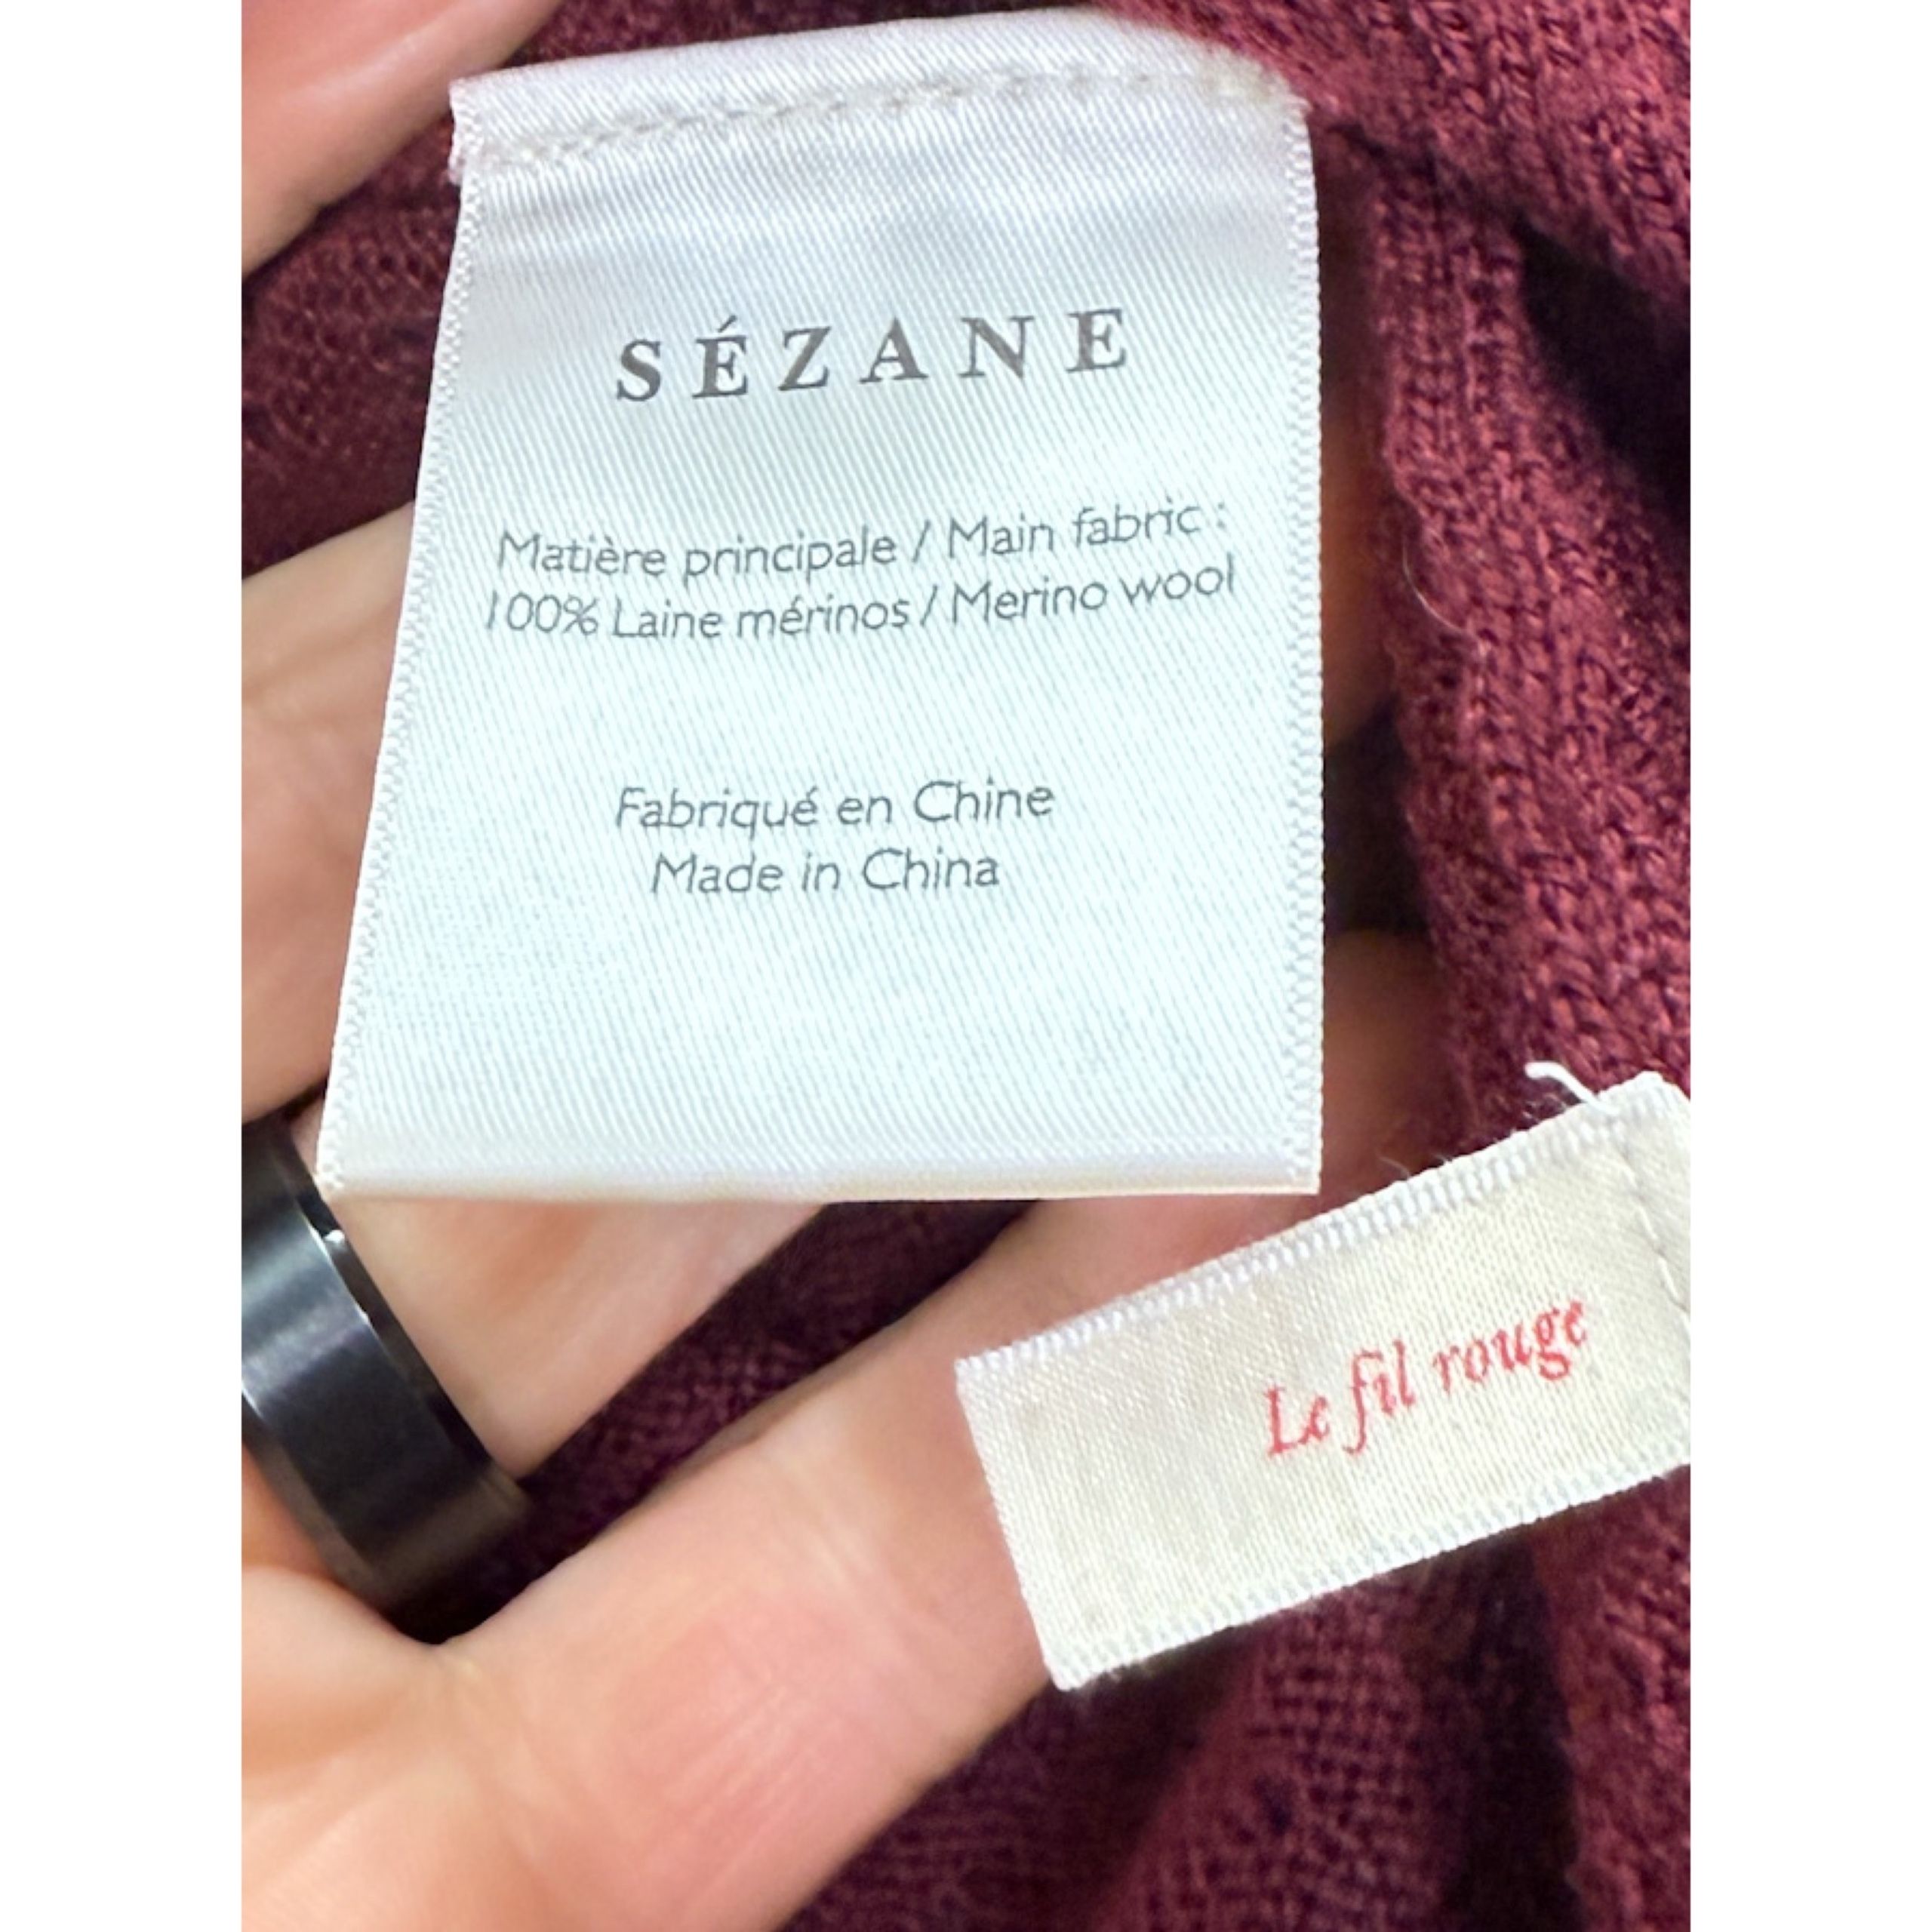 SÉZANE
Matière principale / Main fabric :
100% Laine mérinos / Merino wool
Fabriqué en Chine
Made in China
Le fil rouge